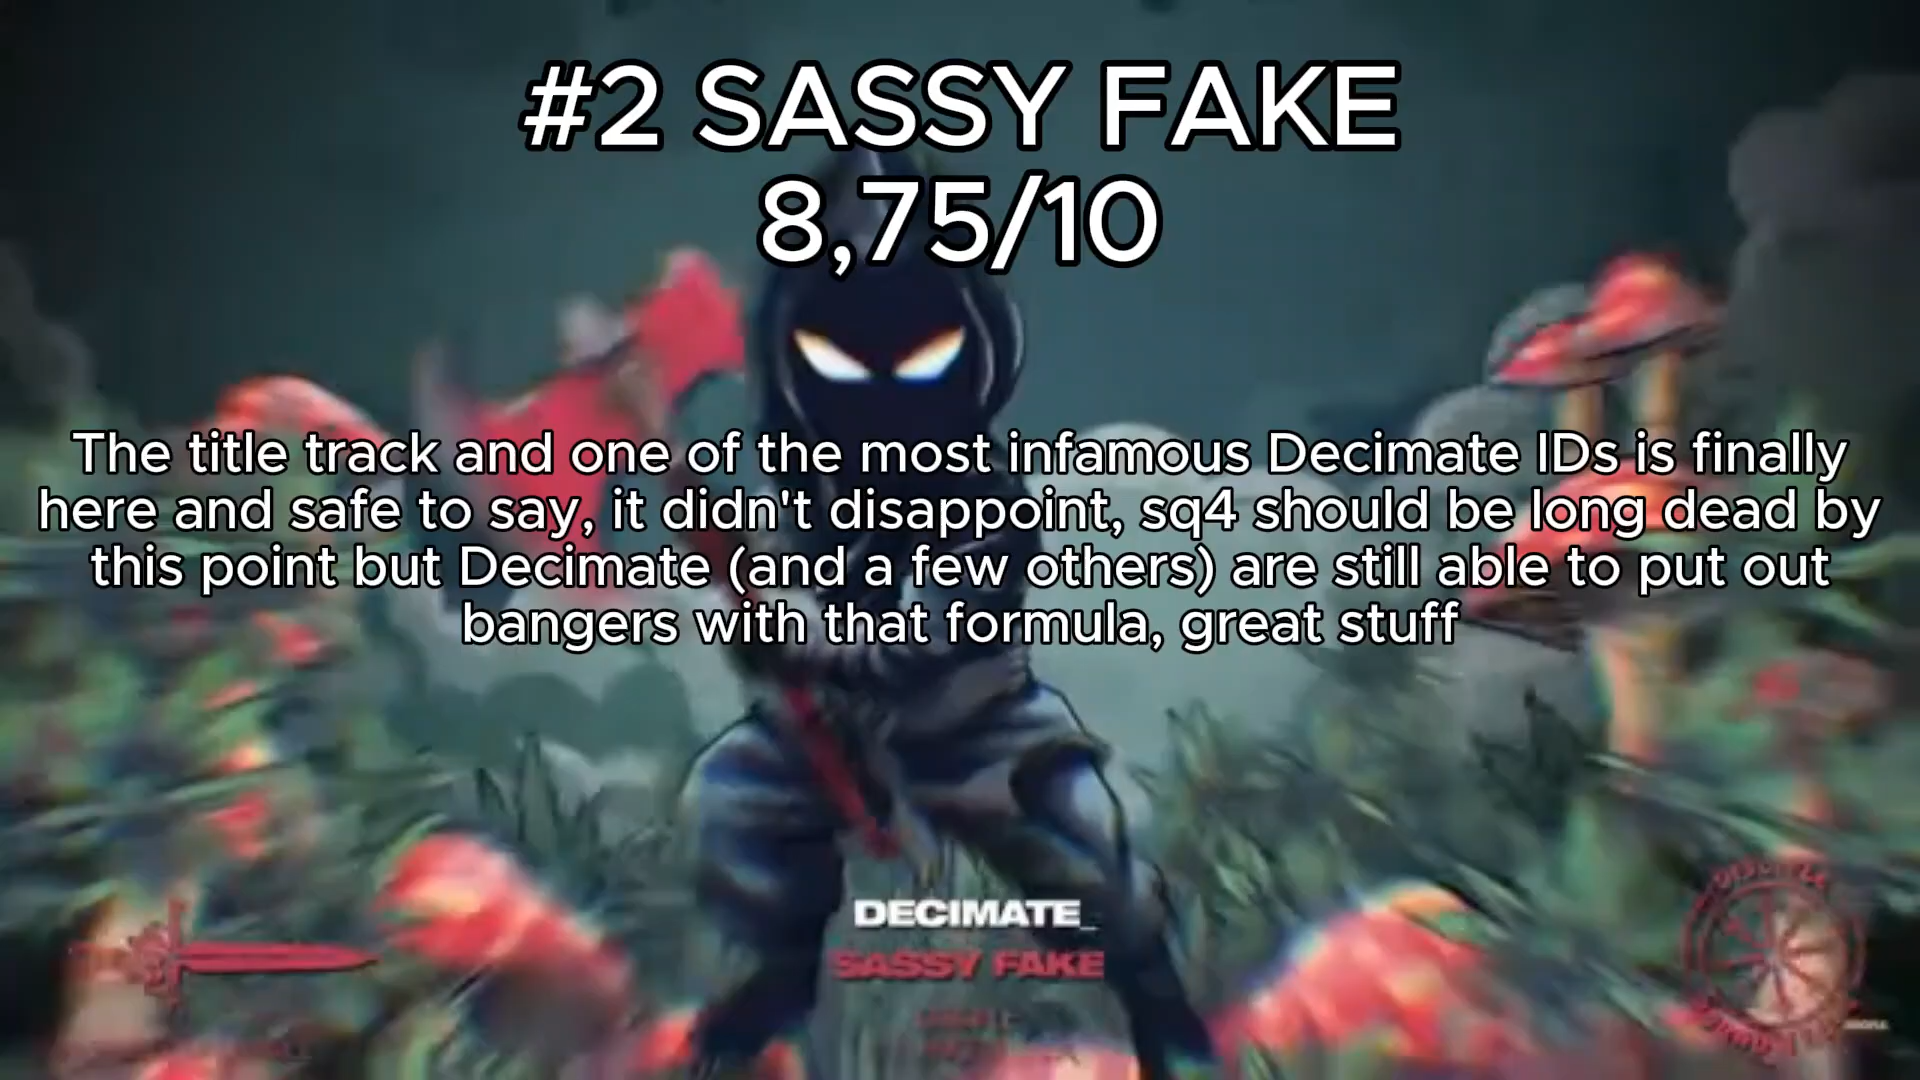 #2 SASSY FAKE
8,75/10
The title track and one of the most infamous Decimate IDs is finally
here and safe to say, it didn't disappoint, sq4 should be long dead by
this point but Decimate (and a few others) are still able to put out
bangers with that formula, great stuff
DECIMATE_
SASSY FAKE